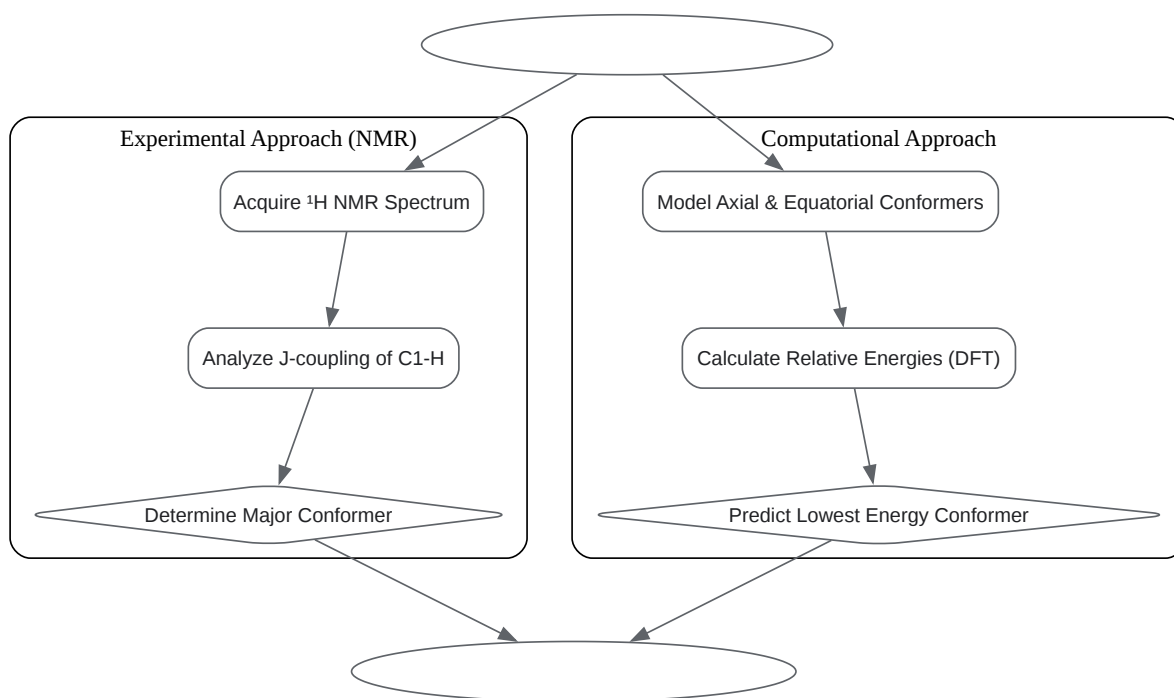 Experimental Approach (NMR)
Acquire ¹H NMR Spectrum
Analyze J-coupling of C1-H
Determine Major Conformer
Computational Approach
Model Axial & Equatorial Conformers
Calculate Relative Energies (DFT)
Predict Lowest Energy Conformer